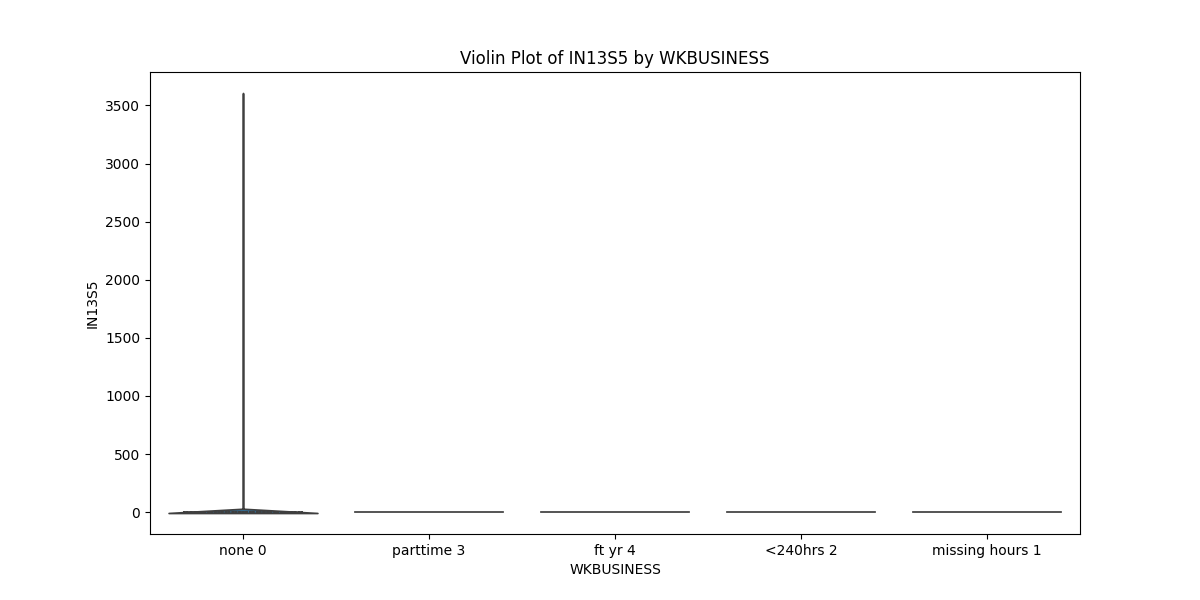 Violin Plot of IN13S5 by WKBUSINESS
IN13S5
3500
3000
2500
2000
1500
1000
500
0
none 0
parttime 3
ft yr 4
<240hrs 2
missing hours 1
WKBUSINESS